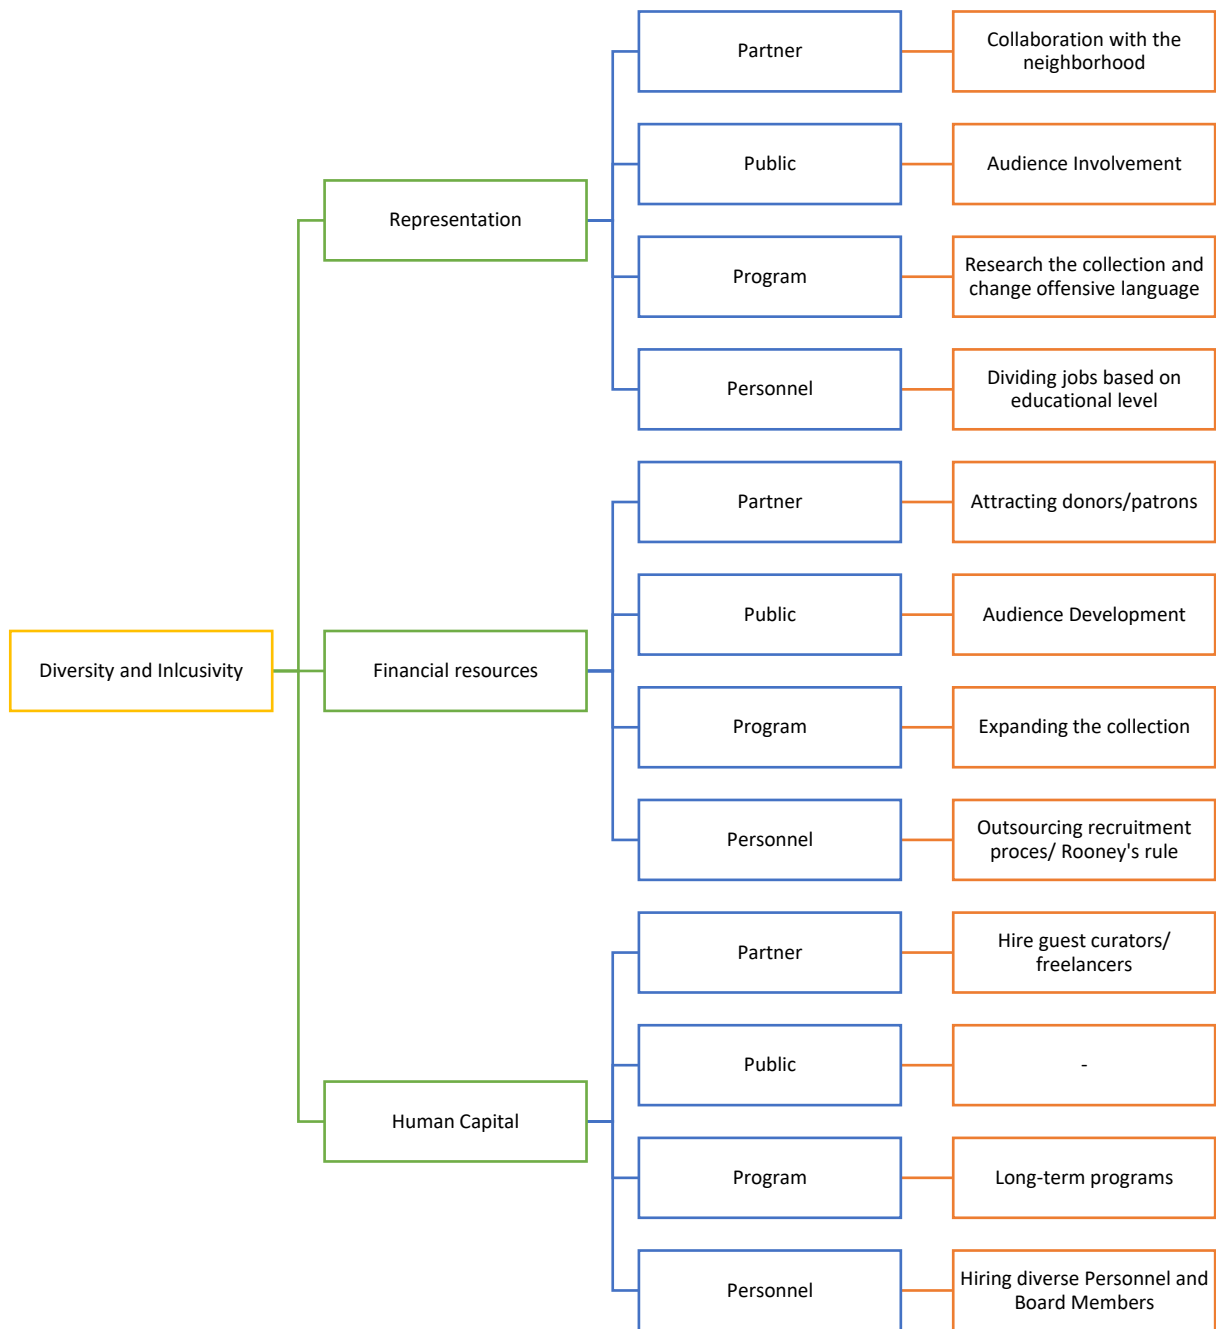 Diversity and Inlcusivity
Representation
Partner
Collaboration with the
neighborhood
Public
Audience Involvement
Program
Research the collection and
change offensive language
Personnel
Dividing jobs based on
educational level
Financial resources
Partner
Attracting donors/patrons
Public
Audience Development
Program
Expanding the collection
Personnel
Outsourcing recruitment
proces/ Rooney's rule
Human Capital
Partner
Hire guest curators/
freelancers
Public
-
Program
Long-term programs
Personnel
Hiring diverse Personnel and
Board Members